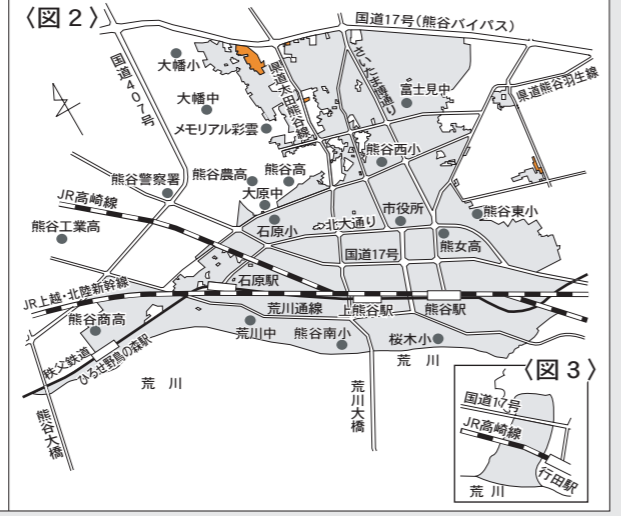 〈図2〉
国道17号(熊谷バイパス)
国道407号
大幡小
県道太田熊谷線
さいたま博通り
富士見中
県道熊谷羽生線
大幡中
メモリアル彩雲
熊谷西小
熊谷警察署
熊谷農高
熊谷高
大原中
JR高崎線
熊谷工業高
石原小
北大通り
市役所
熊谷東小
熊女高
国道17号
石原駅
JR上越・北陸新幹線
荒川通線
上熊谷駅
熊谷駅
熊谷商高
荒川中
熊谷南小
桜木小
秩父鉄道
ひろせ野鳥の森駅
荒川
荒川
熊谷大橋
荒川大橋
〈図3〉
国道17号
JR高崎線
行田駅
荒川